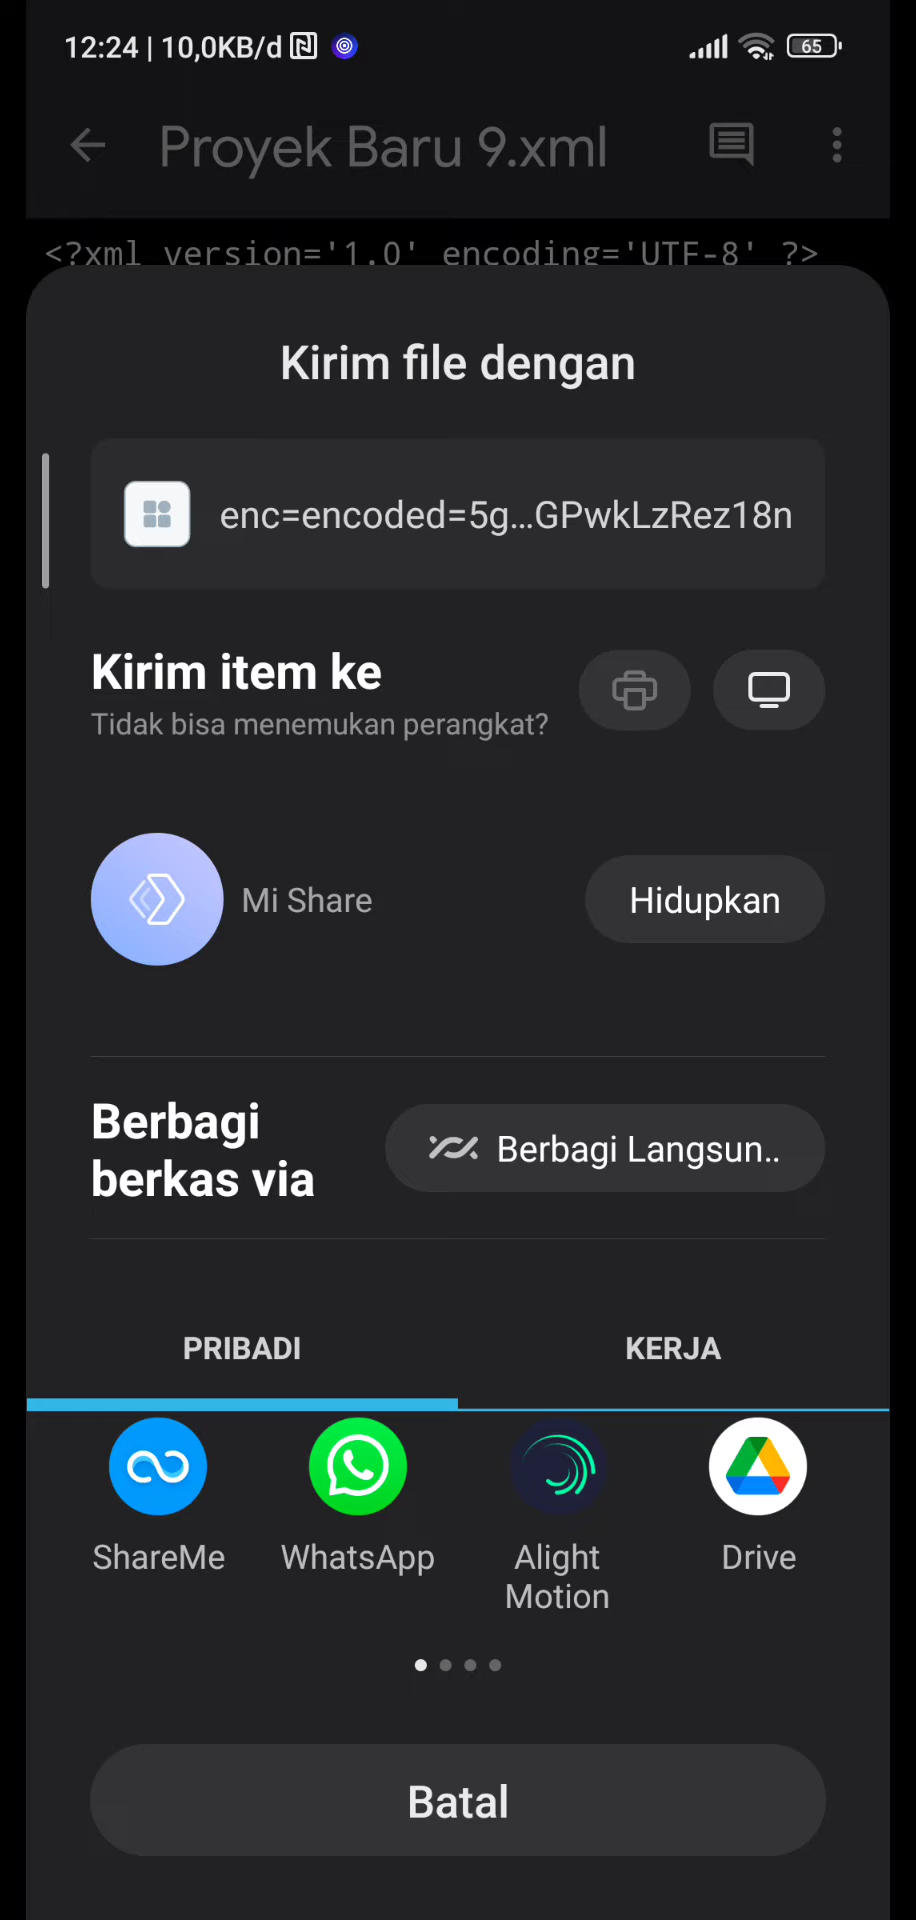 12:24 | 10,0KB/d
65
Proyek Baru 9.xml
<?xml version='1.0' encoding='UTF-8' ?>
Kirim file dengan
enc=encoded=5g...GPwkLzRez18n
Kirim item ke
Tidak bisa menemukan perangkat?
Mi Share
Hidupkan
Berbagi
berkas via
Berbagi Langsun..
PRIBADI
KERJA
ShareMe
WhatsApp
Alight
Motion
Drive
Batal